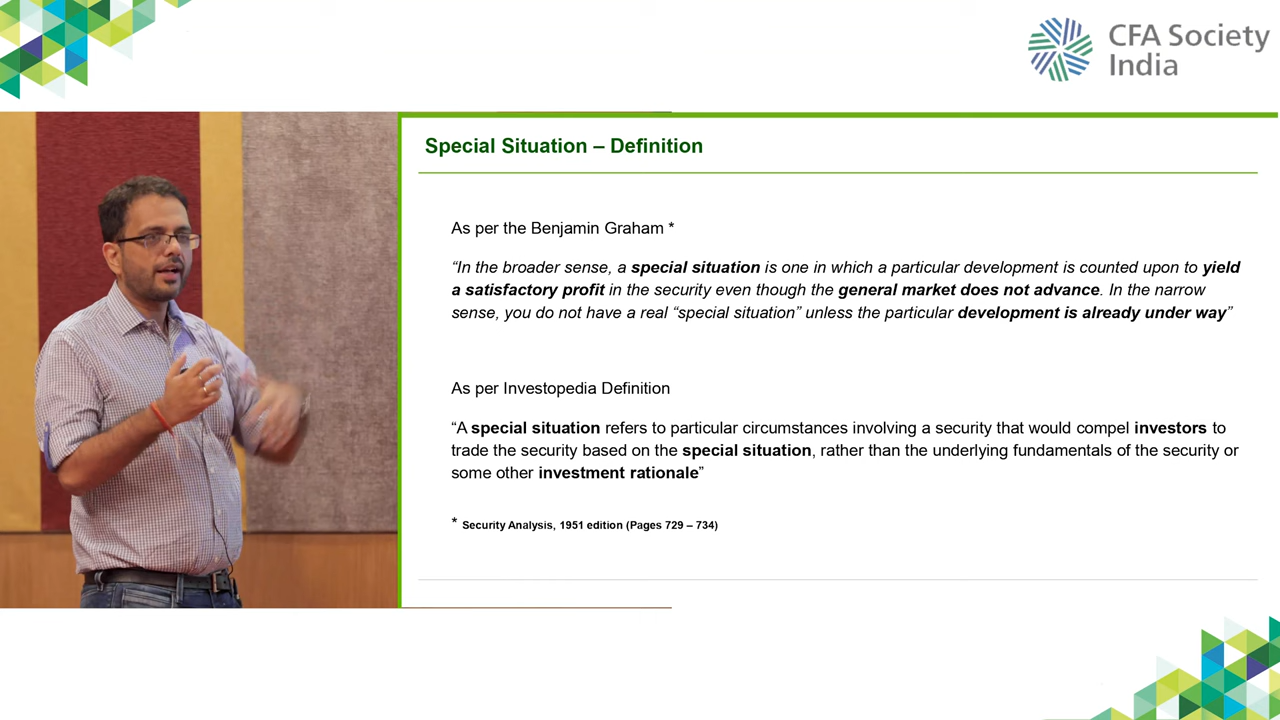 CFA Society
India
Special Situation – Definition
As per the Benjamin Graham *
“In the broader sense, a special situation is one in which a particular development is counted upon to yield
a satisfactory profit in the security even though the general market does not advance. In the narrow
sense, you do not have a real “special situation” unless the particular development is already under way”
As per Investopedia Definition
“A special situation refers to particular circumstances involving a security that would compel investors to
trade the security based on the special situation, rather than the underlying fundamentals of the security or
some other investment rationale”
* Security Analysis, 1951 edition (Pages 729 – 734)